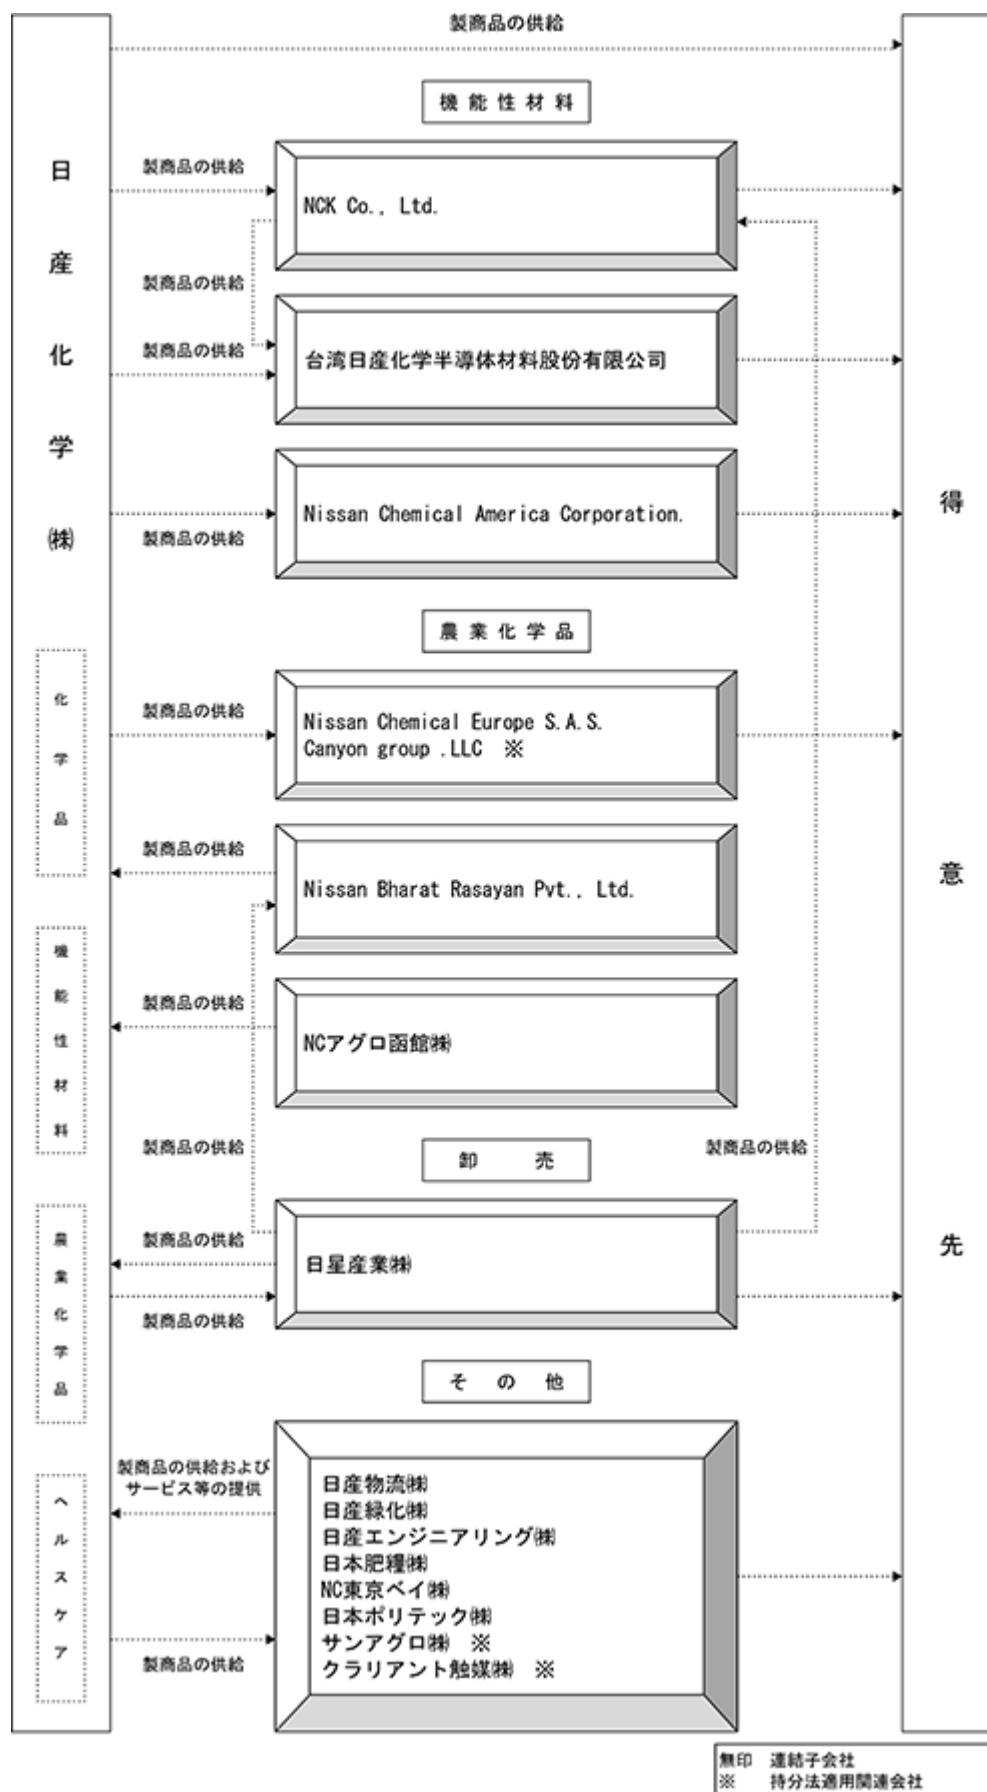 製商品の供給
日産化学㈱
得意先
機能性材料
製商品の供給
NCK Co., Ltd.
製商品の供給
製商品の供給
台湾日産化学半導体材料股份有限公司
Nissan Chemical America Corporation.
製商品の供給
農業化学品
化学品
製商品の供給
Nissan Chemical Europe S.A.S.
Canyon group .LLC ※
製商品の供給
Nissan Bharat Rasayan Pvt., Ltd.
機能性材料
製商品の供給
NCアグロ函館㈱
製商品の供給
卸売
製商品の供給
農業化学品
製商品の供給
日星産業㈱
製商品の供給
その他
ヘルスケア
製商品の供給および
サービス等の提供
日産物流㈱
日産緑化㈱
日産エンジニアリング㈱
日本肥糧㈱
NC東京ベイ㈱
日本ポリテック㈱
サンアグロ㈱ ※
クラリアント触媒㈱ ※
製商品の供給
無印 連結子会社
※ 持分法適用関連会社